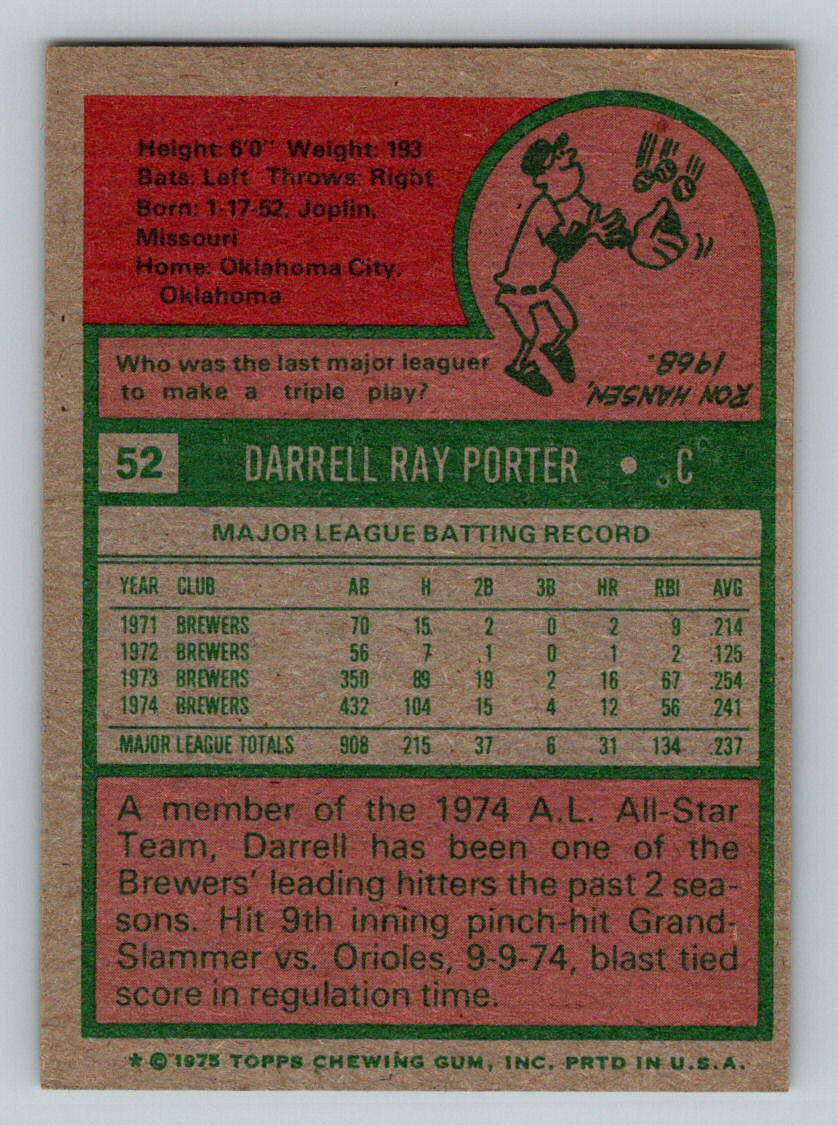 Height: 6'0" Weight: 193
Bats: Left Throws: Right
Born: 1-17-52, Joplin,
Missouri
Home: Oklahoma City,
Oklahoma
Who was the last major leaguer
to make a triple play?
RON HANSEN,
1968.
52 DARRELL RAY PORTER • C
MAJOR LEAGUE BATTING RECORD
YEAR CLUB AB H 2B 3B HR RBI AVG
1971 BREWERS 70 15 2 0 2 9 .214
1972 BREWERS 56 7 1 0 1 2 .125
1973 BREWERS 350 89 19 2 16 67 .254
1974 BREWERS 432 104 15 4 12 56 .241
MAJOR LEAGUE TOTALS 908 215 37 6 31 134 .237
A member of the 1974 A.L. All-Star
Team, Darrell has been one of the
Brewers' leading hitters the past 2 sea-
sons. Hit 9th inning pinch-hit Grand-
Slammer vs. Orioles, 9-9-74, blast tied
score in regulation time.
* © 1975 TOPPS CHEWING GUM, INC. PRTD IN U.S.A.